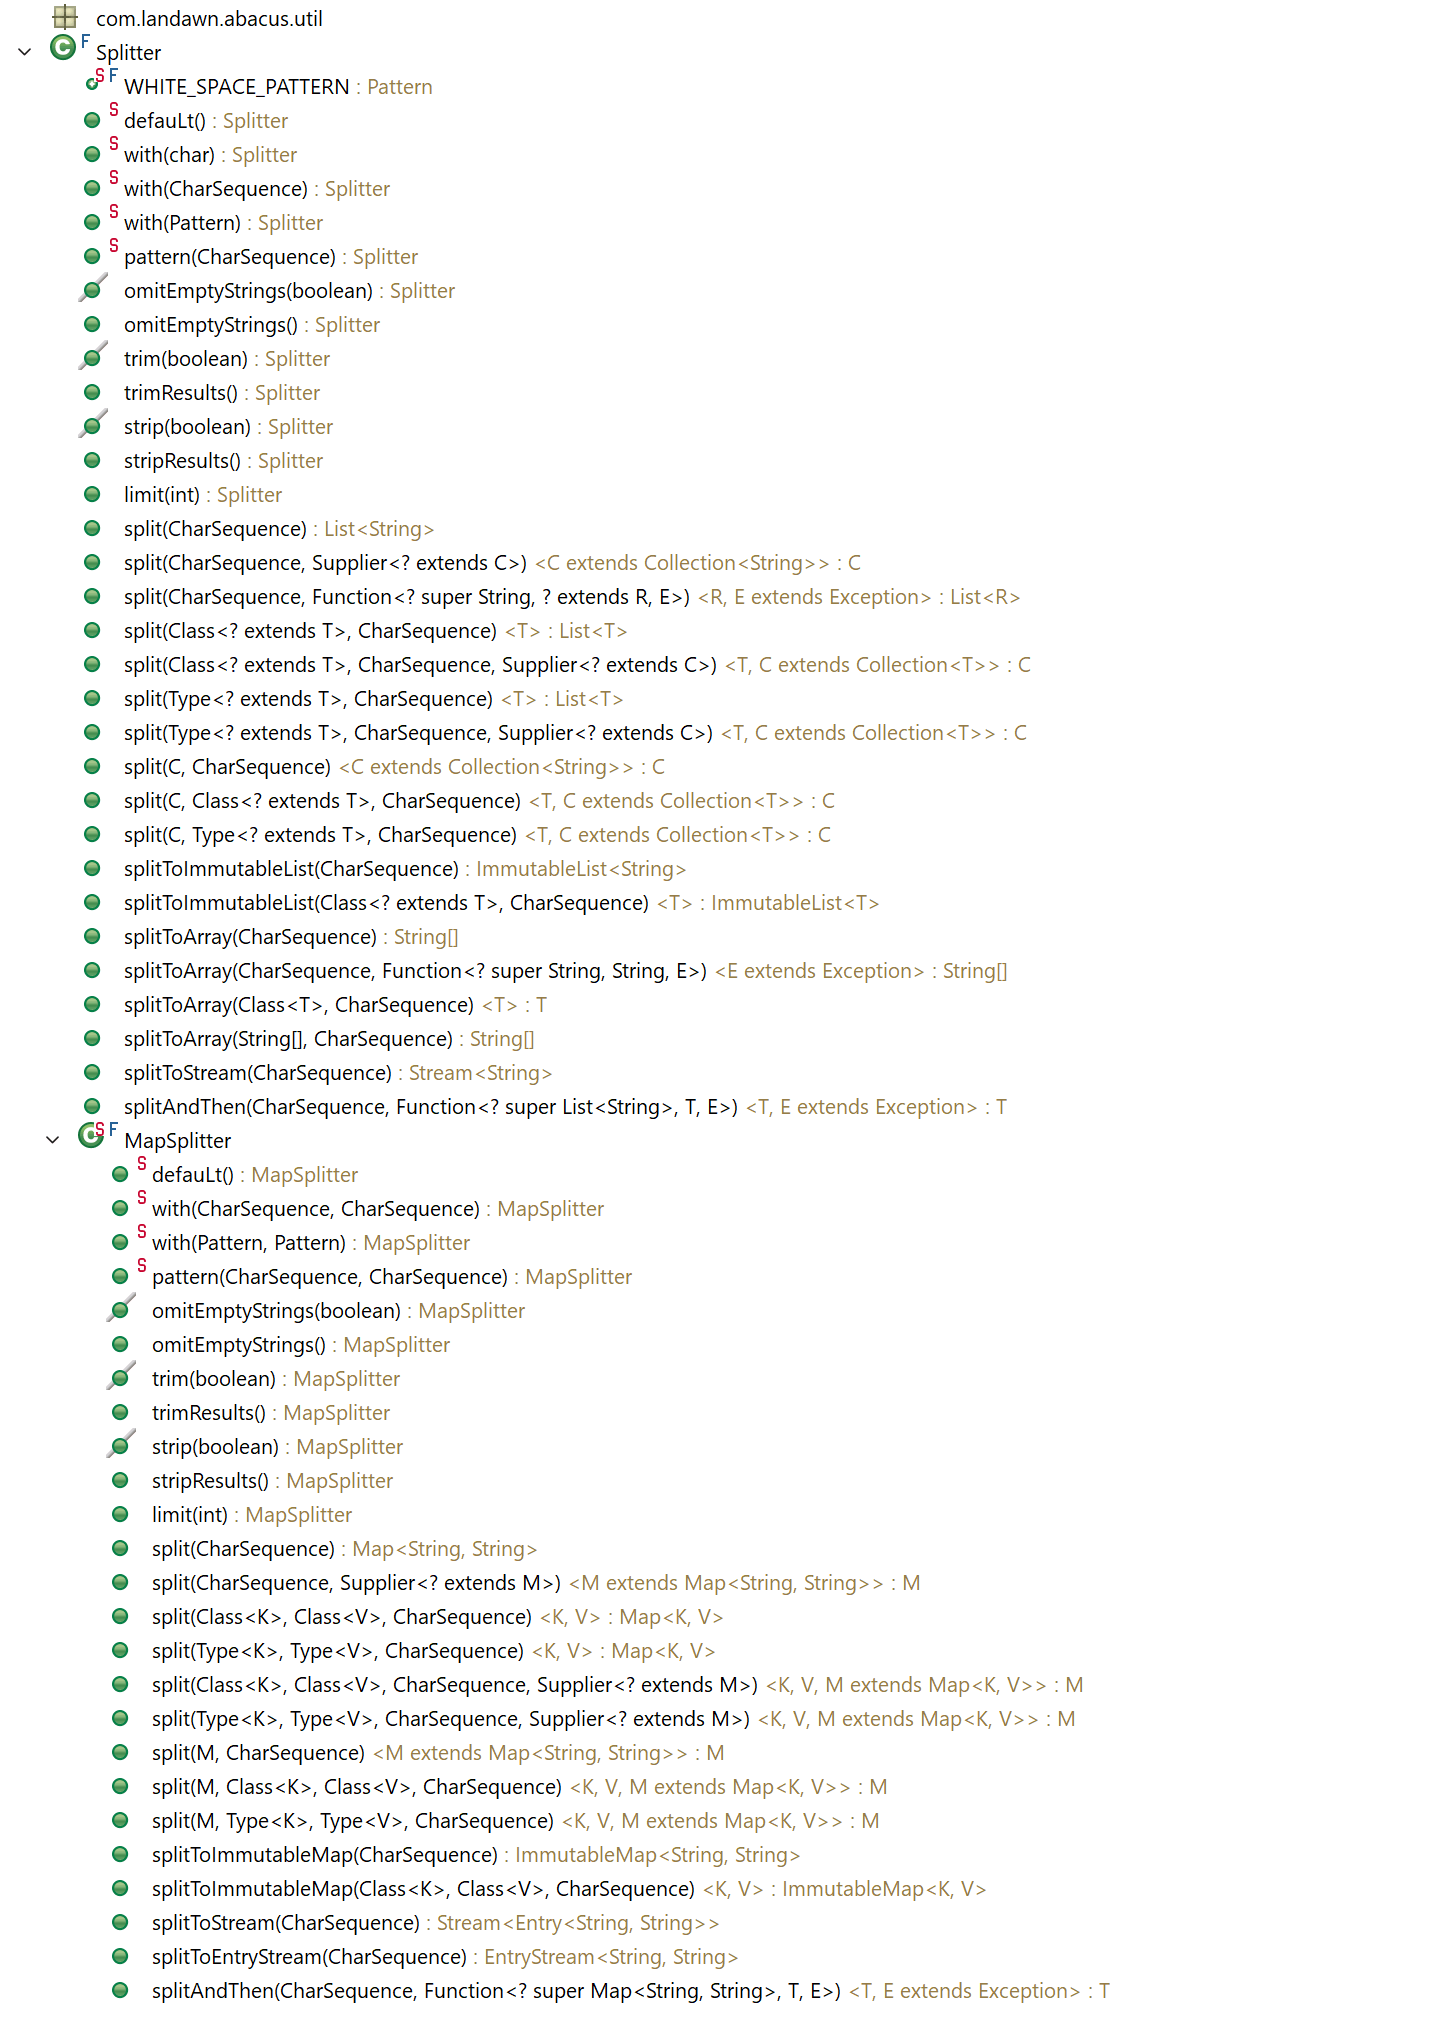 com.landawn.abacus.util
F Splitter
S F WHITE_SPACE_PATTERN : Pattern
S defauLt() : Splitter
S with(char) : Splitter
S with(CharSequence) : Splitter
S with(Pattern) : Splitter
S pattern(CharSequence) : Splitter
omitEmptyStrings(boolean) : Splitter
omitEmptyStrings() : Splitter
trim(boolean) : Splitter
trimResults() : Splitter
strip(boolean) : Splitter
stripResults() : Splitter
limit(int) : Splitter
split(CharSequence) : List<String>
split(CharSequence, Supplier<? extends C>) <C extends Collection<String>> : C
split(CharSequence, Function<? super String, ? extends R, E>) <R, E extends Exception> : List<R>
split(Class<? extends T>, CharSequence) <T> : List<T>
split(Class<? extends T>, CharSequence, Supplier<? extends C>) <T, C extends Collection<T>> : C
split(Type<? extends T>, CharSequence) <T> : List<T>
split(Type<? extends T>, CharSequence, Supplier<? extends C>) <T, C extends Collection<T>> : C
split(C, CharSequence) <C extends Collection<String>> : C
split(C, Class<? extends T>, CharSequence) <T, C extends Collection<T>> : C
split(C, Type<? extends T>, CharSequence) <T, C extends Collection<T>> : C
splitToImmutableList(CharSequence) : ImmutableList<String>
splitToImmutableList(Class<? extends T>, CharSequence) <T> : ImmutableList<T>
splitToArray(CharSequence) : String[]
splitToArray(CharSequence, Function<? super String, String, E>) <E extends Exception> : String[]
splitToArray(Class<T>, CharSequence) <T> : T
splitToArray(String[], CharSequence) : String[]
splitToStream(CharSequence) : Stream<String>
splitAndThen(CharSequence, Function<? super List<String>, T, E>) <T, E extends Exception> : T
C S F MapSplitter
S defauLt() : MapSplitter
S with(CharSequence, CharSequence) : MapSplitter
S with(Pattern, Pattern) : MapSplitter
S pattern(CharSequence, CharSequence) : MapSplitter
omitEmptyStrings(boolean) : MapSplitter
omitEmptyStrings() : MapSplitter
trim(boolean) : MapSplitter
trimResults() : MapSplitter
strip(boolean) : MapSplitter
stripResults() : MapSplitter
limit(int) : MapSplitter
split(CharSequence) : Map<String, String>
split(CharSequence, Supplier<? extends M>) <M extends Map<String, String>> : M
split(Class<K>, Class<V>, CharSequence) <K, V> : Map<K, V>
split(Type<K>, Type<V>, CharSequence) <K, V> : Map<K, V>
split(Class<K>, Class<V>, CharSequence, Supplier<? extends M>) <K, V, M extends Map<K, V>> : M
split(Type<K>, Type<V>, CharSequence, Supplier<? extends M>) <K, V, M extends Map<K, V>> : M
split(M, CharSequence) <M extends Map<String, String>> : M
split(M, Class<K>, Class<V>, CharSequence) <K, V, M extends Map<K, V>> : M
split(M, Type<K>, Type<V>, CharSequence) <K, V, M extends Map<K, V>> : M
splitToImmutableMap(CharSequence) : ImmutableMap<String, String>
splitToImmutableMap(Class<K>, Class<V>, CharSequence) <K, V> : ImmutableMap<K, V>
splitToStream(CharSequence) : Stream<Entry<String, String>>
splitToEntryStream(CharSequence) : EntryStream<String, String>
splitAndThen(CharSequence, Function<? super Map<String, String>, T, E>) <T, E extends Exception> : T